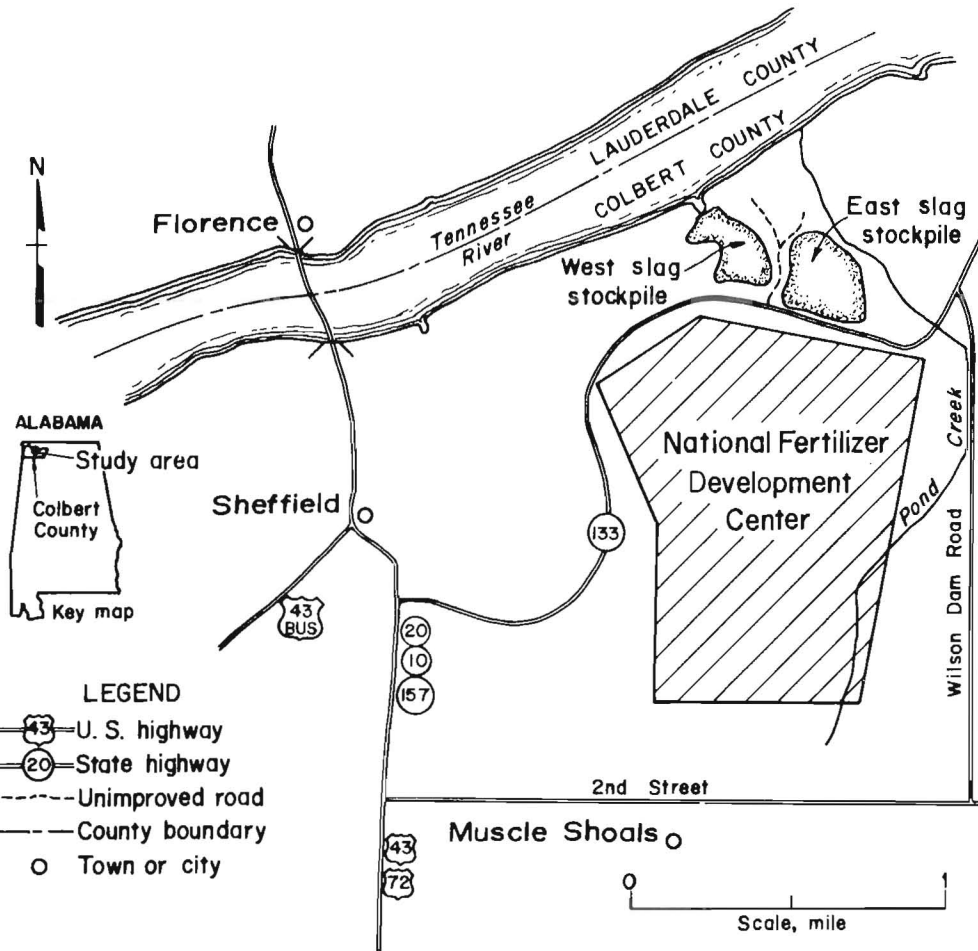 LAUDERDALE COUNTY
COLBERT COUNTY
Tennessee
River
N
Florence
East slag
stockpile
West slag
stockpile
ALABAMA
Study area
Colbert
County
Key map
Sheffield
National Fertilizer
Development
Center
Pond Creek
Wilson Dam Road
133
43
BUS
20
10
157
LEGEND
43 U. S. highway
20 State highway
Unimproved road
County boundary
Town or city
2nd Street
Muscle Shoals
43
72
0 1
Scale, mile